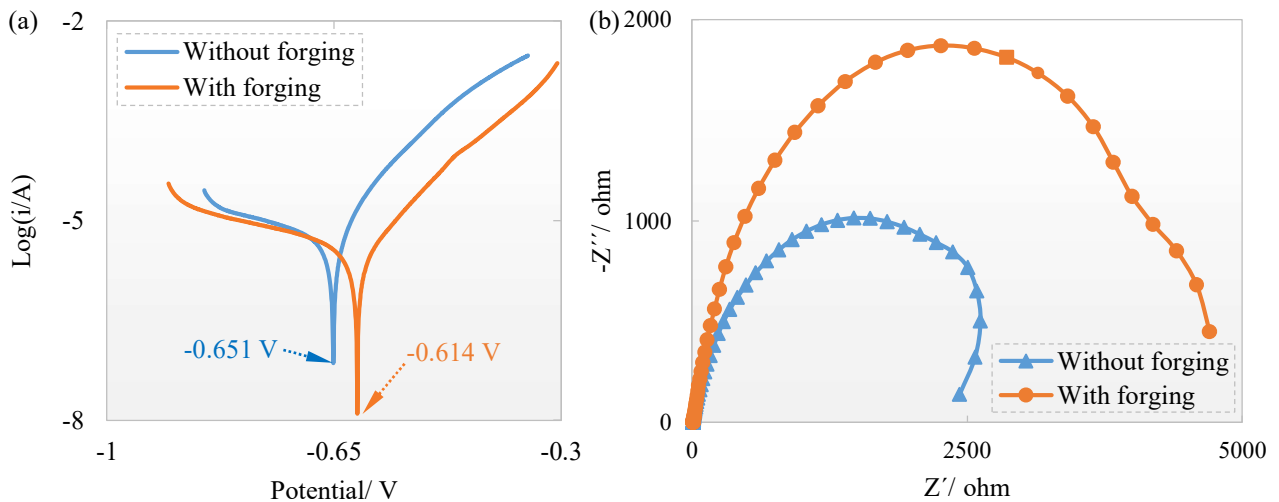 (a)
-2
Without forging
With forging
Log(i/A)
-5
-0.651 V
-0.614 V
-8
-1
-0.65
-0.3
Potential/ V
(b)
2000
-Z´´/ ohm
1000
Without forging
With forging
0
0
2500
5000
Z´/ ohm